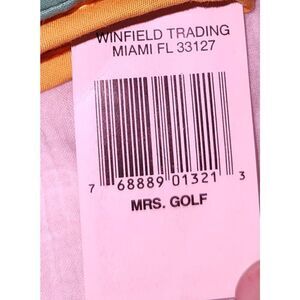 WINFIELD TRADING
MIAMI FL 33127
7 68889 01321 3
MRS. GOLF